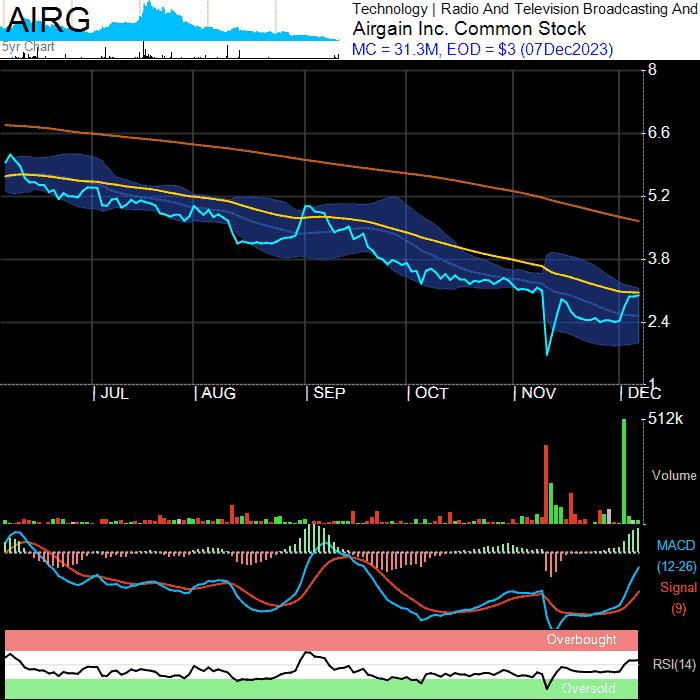 AIRG
5yr Chart
Technology | Radio And Television Broadcasting And
Airgain Inc. Common Stock
MC = 31.3M, EOD = $3 (07Dec2023)
8
6.6
5.2
3.8
2.4
1
JUL
AUG
SEP
OCT
NOV
DEC
512k
Volume
MACD
(12-26)
Signal
(9)
Overbought
RSI(14)
Oversold